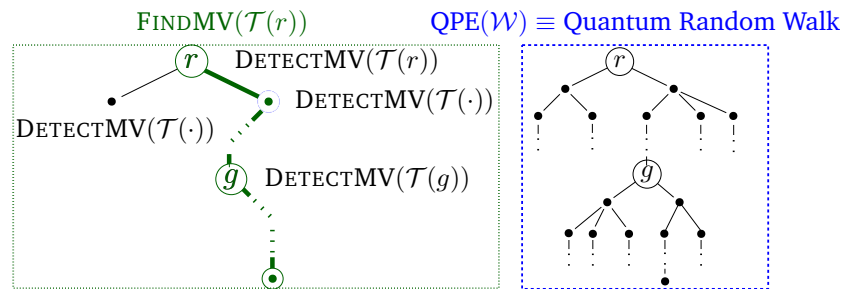 FINDMV(𝒯(r))
QPE(𝒲) ≡ Quantum Random Walk
r
DETECTMV(𝒯(r))
r
DETECTMV(𝒯(·))
DETECTMV(𝒯(·))
g
DETECTMV(𝒯(g))
g